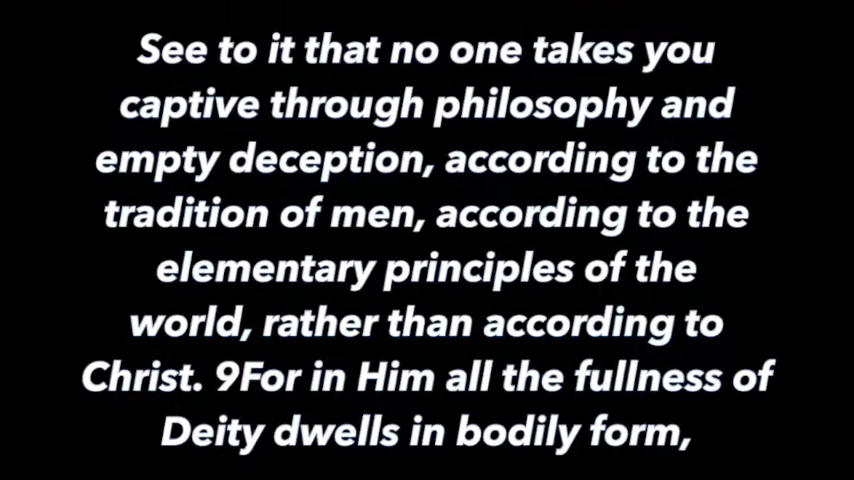 See to it that no one takes you
captive through philosophy and
empty deception, according to the
tradition of men, according to the
elementary principles of the
world, rather than according to
Christ. 9For in Him all the fullness of
Deity dwells in bodily form,